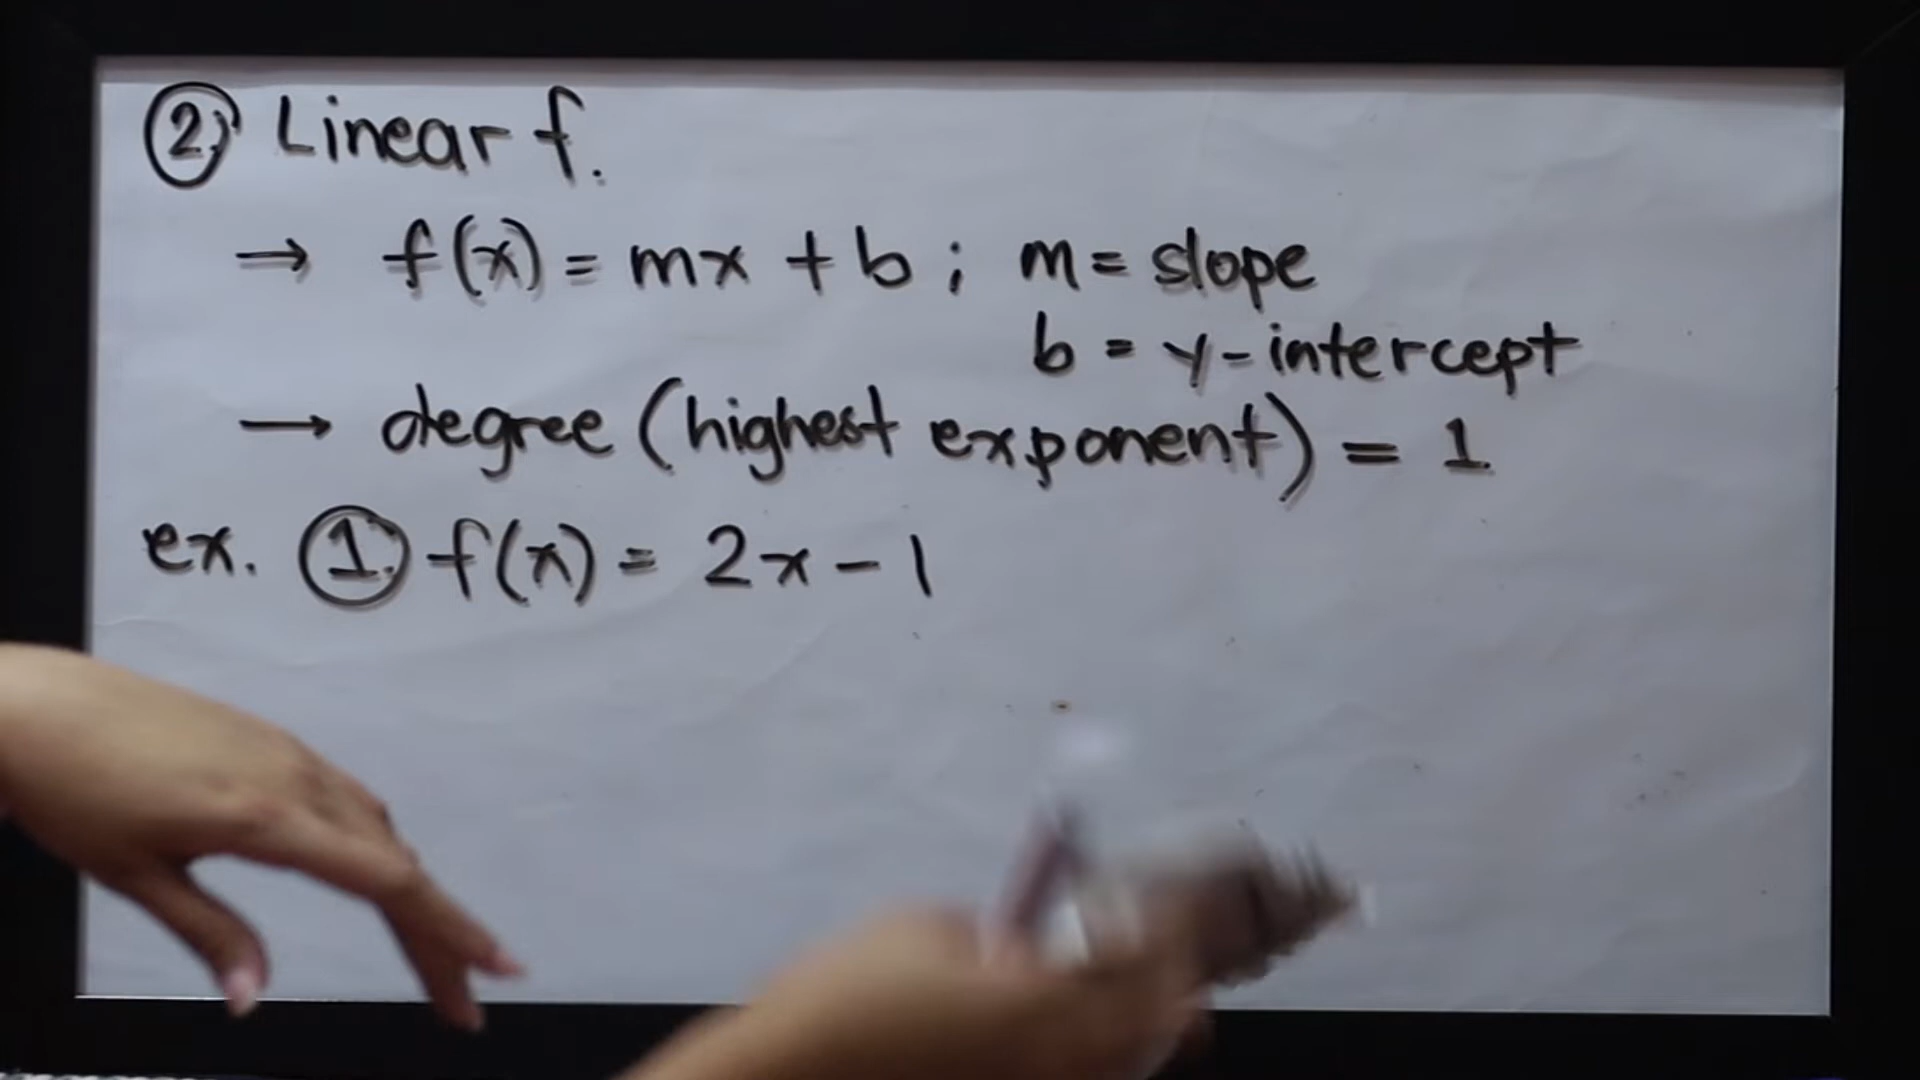 ② Linear f.
→ f(x) = mx + b ; m = slope
b = y-intercept
→ degree (highest exponent) = 1
ex. ① f(x) = 2x - 1